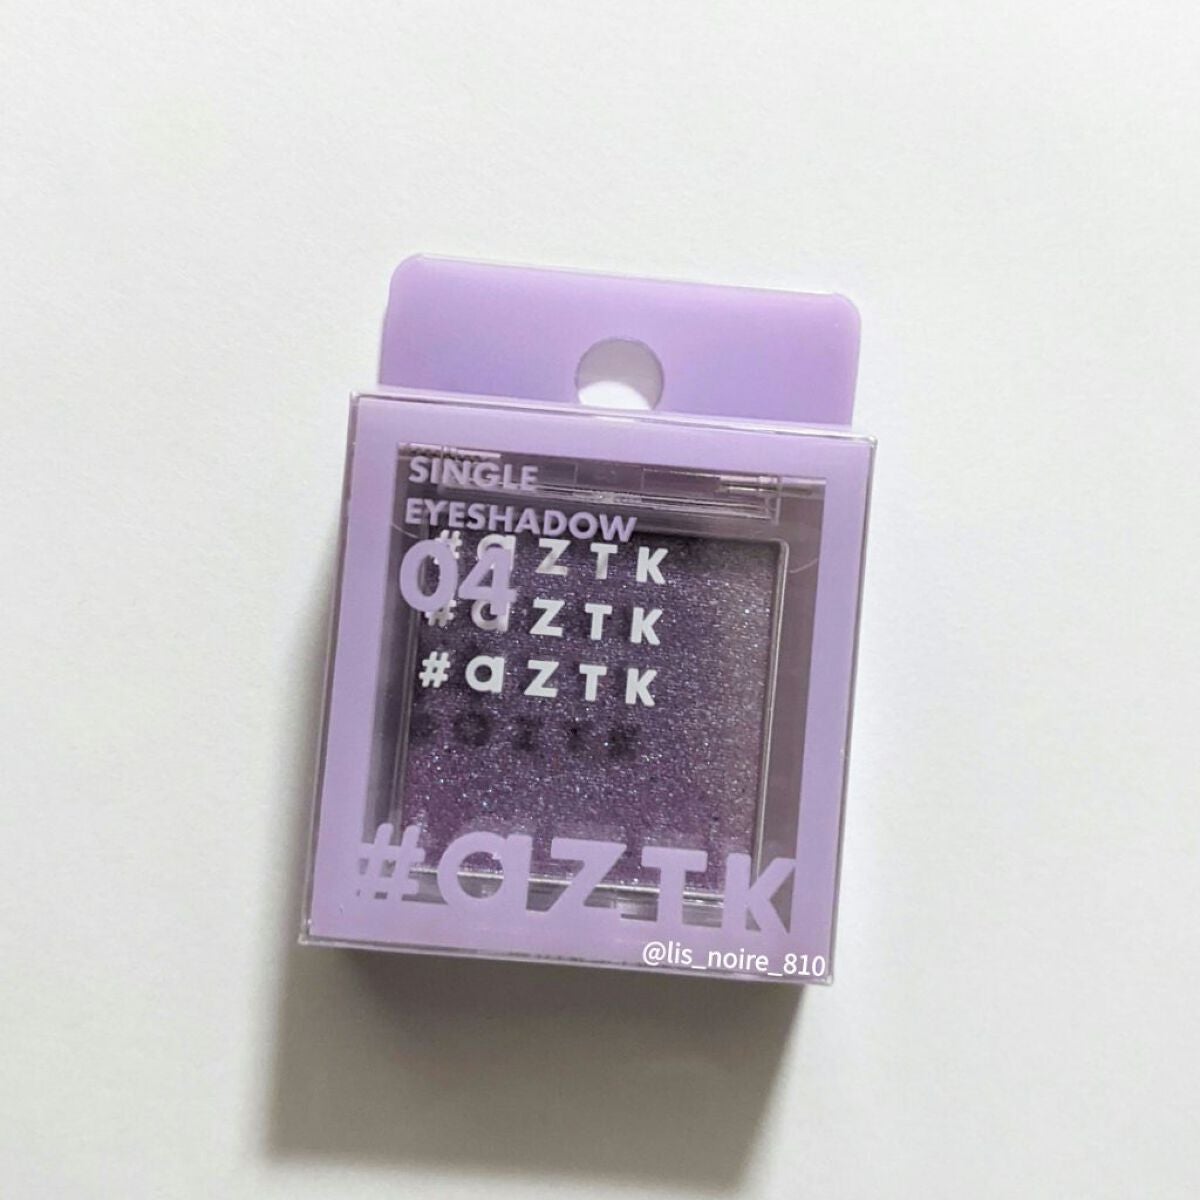 SINGLE
EYESHADOW
04
#aZTK
#aZTK
#aZTK
#aZTK
@lis_noire_810